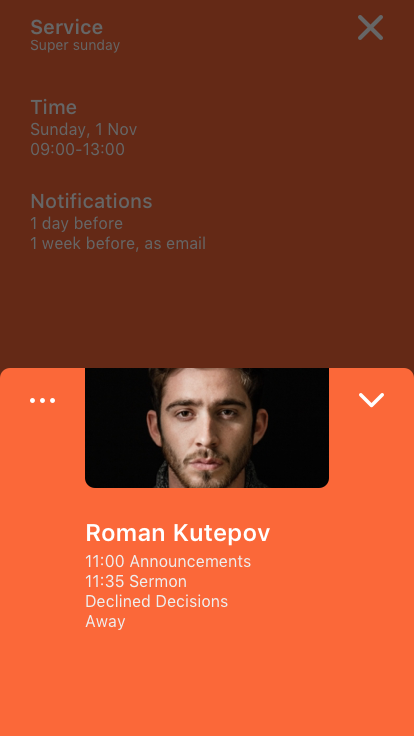 Service
Super sunday
Time
Sunday, 1 Nov
09:00-13:00
Notifications
1 day before
1 week before, as email
Roman Kutepov
11:00 Announcements
11:35 Sermon
Declined Decisions
Away